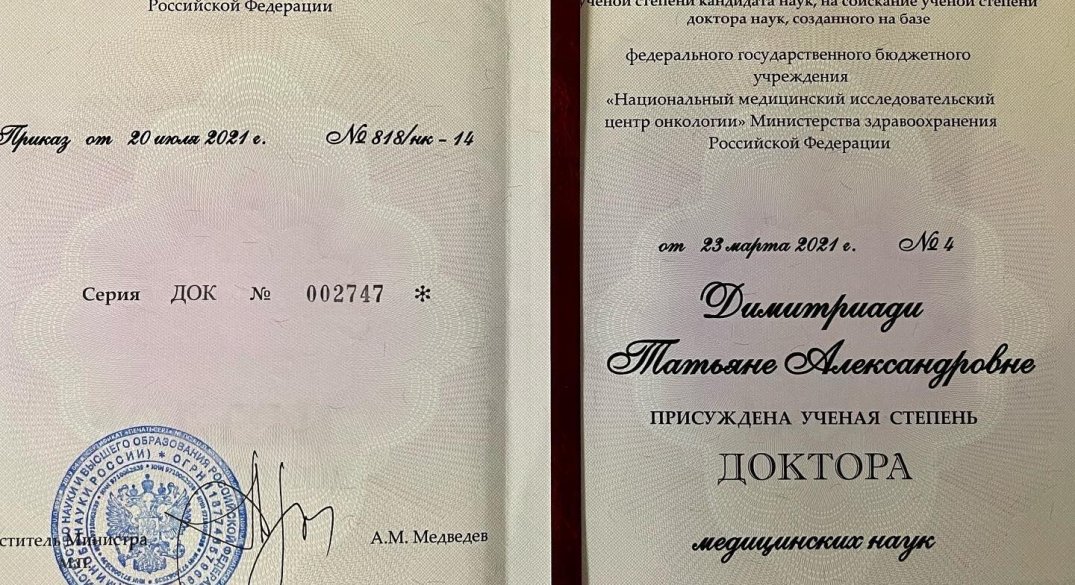 Российской Федерации
Приказ от 20 июля 2021 г. № 818/нк - 14
Серия ДОК № 002747 *
Министра
А.М. Медведев
М.П.
ученой степени кандидата наук, на соискание ученой степени
доктора наук, созданного на базе
федерального государственного бюджетного
учреждения
«Национальный медицинский исследовательский
центр онкологии» Министерства здравоохранения
Российской Федерации
от 23 марта 2021 г. № 4
Димитриади
Татьяне Александровне
ПРИСУЖДЕНА УЧЕНАЯ СТЕПЕНЬ
ДОКТОРА
медицинских наук